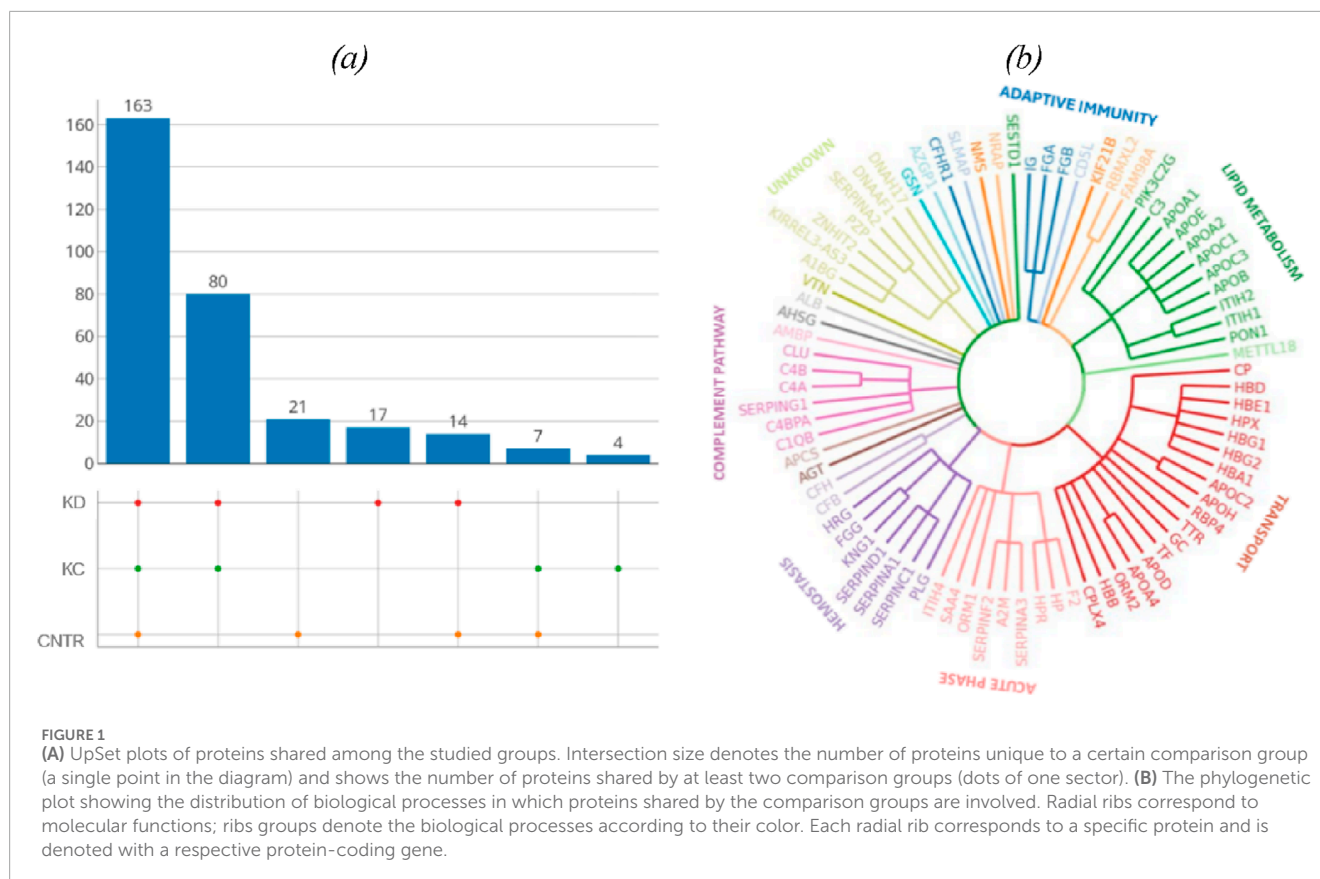 (a)
163
160
140
120
100
80
60
40
20
0
80
21
17
14
7
4
KD
KC
CNTR
(b)
ADAPTIVE IMMUNITY
LIPID METABOLISM
TRANSPORT
ACUTE PHASE
HEMOSTASIS
COMPLEMENT PATHWAY
UNKNOWN
SESTD1
IG
FGA
FGB
CD5L
KIF21B
RBMXL2
FAM98A
PIK3C2G
C3
APOA1
APOE
APOA2
APOC1
APOC3
APOB
ITIH2
ITIH1
PON1
METTL18
CP
HBD
HBE1
HPX
HBG1
HBG2
HBA1
APOC2
APOH
RBP4
TTR
GC
TF
APOD
APOA4
ORM2
HBB
CPLX4
F2
HP
HPR
SERPINA3
A2M
SERPINF2
ORM1
SAA4
ITIH4
PLG
SERPINC1
SERPINA1
SERPIND1
KNG1
FGG
HRG
CFB
CFH
AGT
APCS
C1QB
C4BPA
SERPING1
C4A
C4B
CLU
AMBP
AHSG
ALB
VTN
A1BG
KIRREL3-AS3
ZNHIT2
PZP
SERPINA2
DNAAF1
DNAH17
GSN
AZGP1
CFHR1
SLMAP
NMS
NRAP
FIGURE 1
(A) UpSet plots of proteins shared among the studied groups. Intersection size denotes the number of proteins unique to a certain comparison group
(a single point in the diagram) and shows the number of proteins shared by at least two comparison groups (dots of one sector). (B) The phylogenetic
plot showing the distribution of biological processes in which proteins shared by the comparison groups are involved. Radial ribs correspond to
molecular functions; ribs groups denote the biological processes according to their color. Each radial rib corresponds to a specific protein and is
denoted with a respective protein-coding gene.